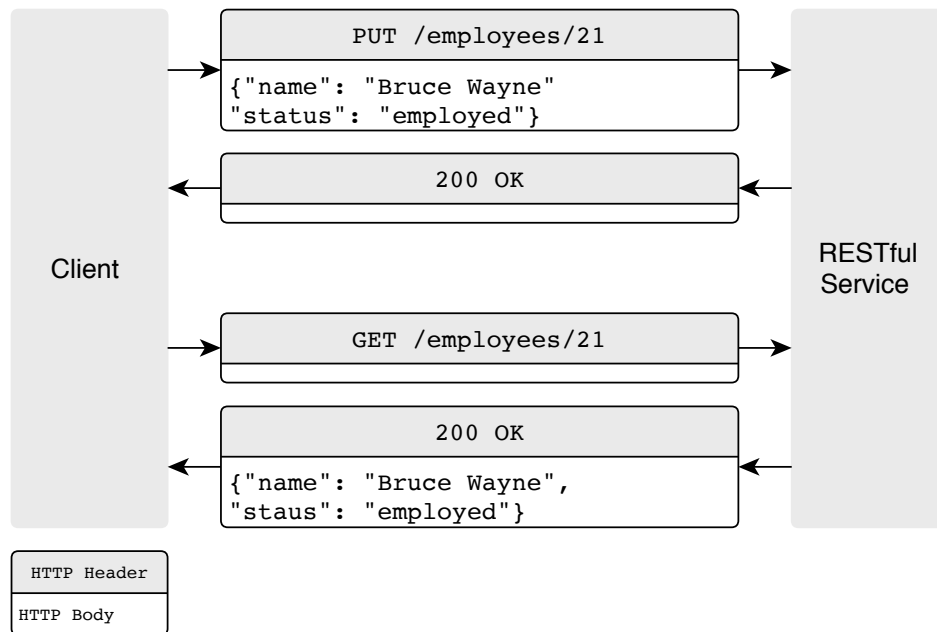 PUT /employees/21
{"name": "Bruce Wayne"
"status": "employed"}
200 OK
Client
RESTful
Service
GET /employees/21
200 OK
{"name": "Bruce Wayne",
"staus": "employed"}
HTTP Header
HTTP Body